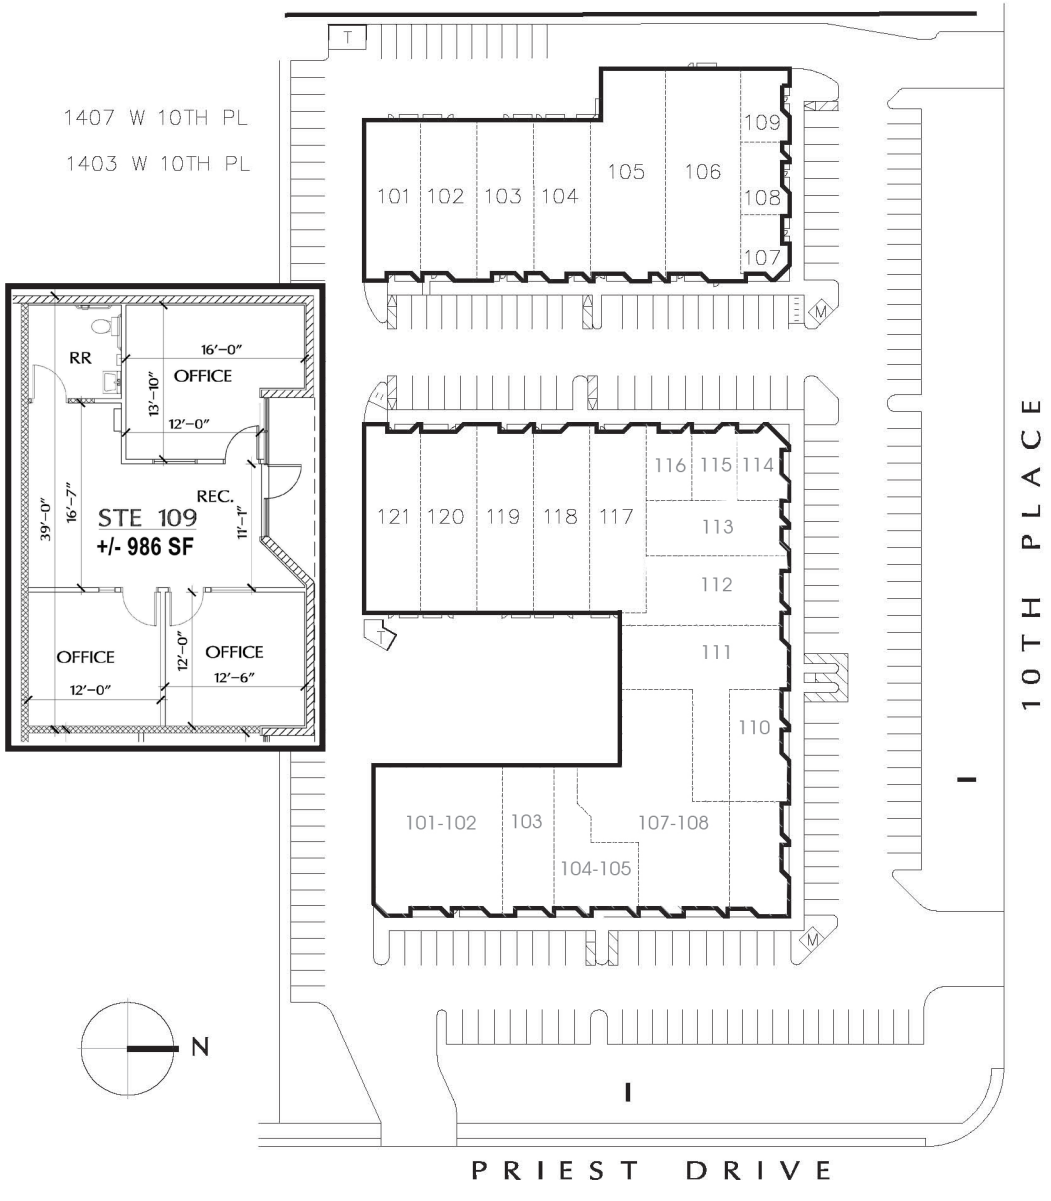 T
1407 W 10TH PL
1403 W 10TH PL
109
101 102 103 104 105 106
108
107
M
16'-0"
RR
OFFICE
13'-10"
12'-0"
REC.
39'-0"
16'-7"
11'-1"
STE 109
+/- 986 SF
OFFICE
OFFICE
12'-0"
12'-0"
12'-6"
116 115 114
121 120 119 118 117
113
112
T
111
110
101-102 103 107-108
104-105
M
N
10TH PLACE
PRIEST DRIVE